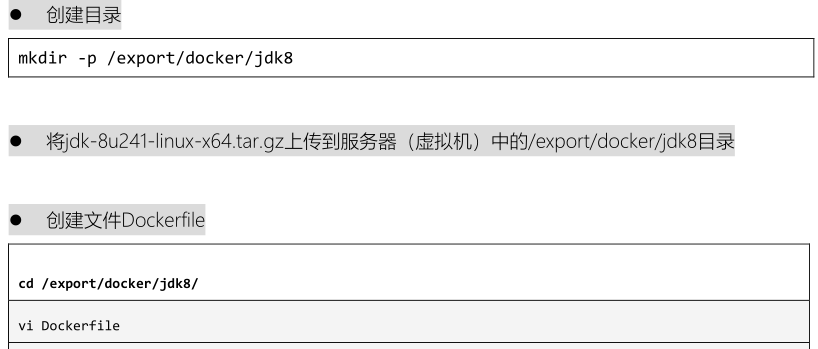 ● 创建目录
mkdir -p /export/docker/jdk8
● 将jdk-8u241-linux-x64.tar.gz上传到服务器（虚拟机）中的/export/docker/jdk8目录
● 创建文件Dockerfile
cd /export/docker/jdk8/
vi Dockerfile